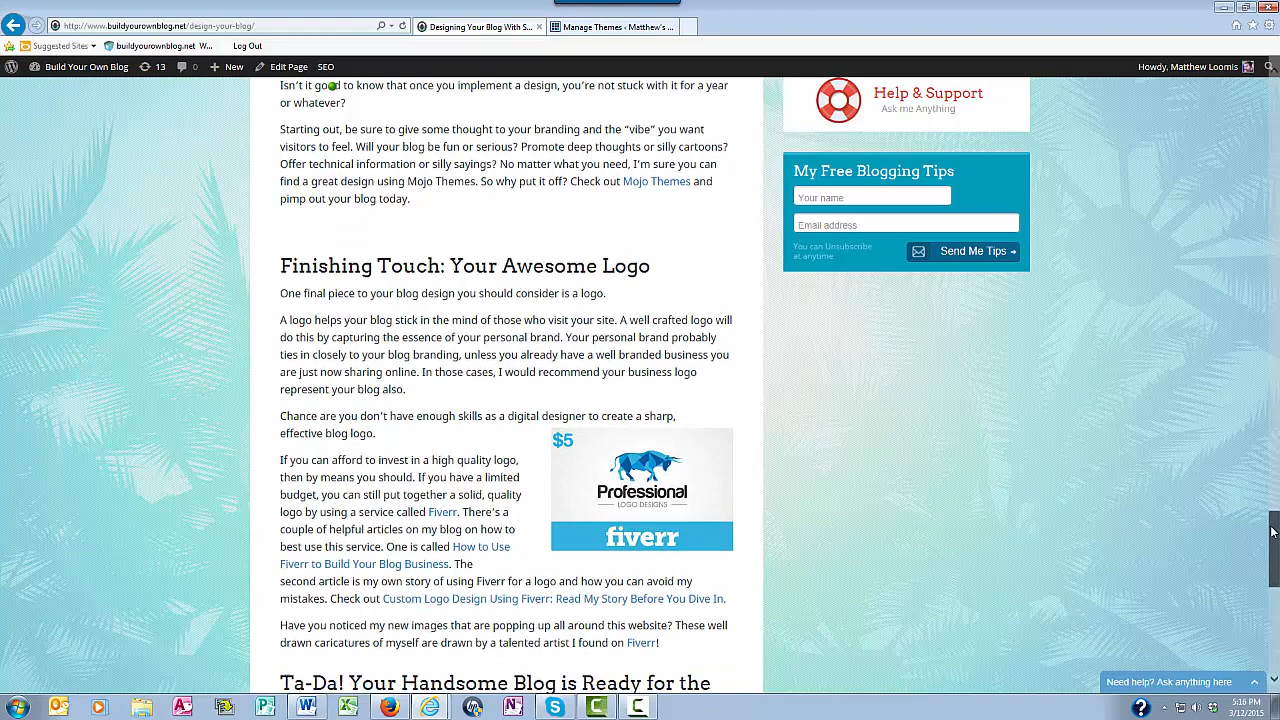 http://www.buildyourownblog.net/design-your-blog/
Designing Your Blog With S...
Manage Themes ‹ Matthew's ...
Suggested Sites
buildyourownblog.net W...
Log Out
Build Your Own Blog
13
0
New
Edit Page
SEO
Howdy, Matthew Loomis
Isn't it good to know that once you implement a design, you're not stuck with it for a year
or whatever?
Starting out, be sure to give some thought to your branding and the “vibe” you want
visitors to feel. Will your blog be fun or serious? Promote deep thoughts or silly cartoons?
Offer technical information or silly sayings? No matter what you need, I'm sure you can
find a great design using Mojo Themes. So why put it off? Check out Mojo Themes and
pimp out your blog today.
Finishing Touch: Your Awesome Logo
One final piece to your blog design you should consider is a logo.
A logo helps your blog stick in the mind of those who visit your site. A well crafted logo will
do this by capturing the essence of your personal brand. Your personal brand probably
ties in closely to your blog branding, unless you already have a well branded business you
are just now sharing online. In those cases, I would recommend your business logo
represent your blog also.
Chance are you don't have enough skills as a digital designer to create a sharp,
effective blog logo.
If you can afford to invest in a high quality logo,
then by means you should. If you have a limited
budget, you can still put together a solid, quality
logo by using a service called Fiverr. There's a
couple of helpful articles on my blog on how to
best use this service. One is called How to Use
Fiverr to Build Your Blog Business. The
second article is my own story of using Fiverr for a logo and how you can avoid my
mistakes. Check out Custom Logo Design Using Fiverr: Read My Story Before You Dive In.
Have you noticed my new images that are popping up all around this website? These well
drawn caricatures of myself are drawn by a talented artist I found on Fiverr!
Ta-Da! Your Handsome Blog is Ready for the
$5
Professional
LOGO DESIGNS
fiverr
Help & Support
Ask me Anything
My Free Blogging Tips
Your name
Email address
You can Unsubscribe
at anytime
Send Me Tips
Need help? Ask anything here
5:16 PM
3/12/2015